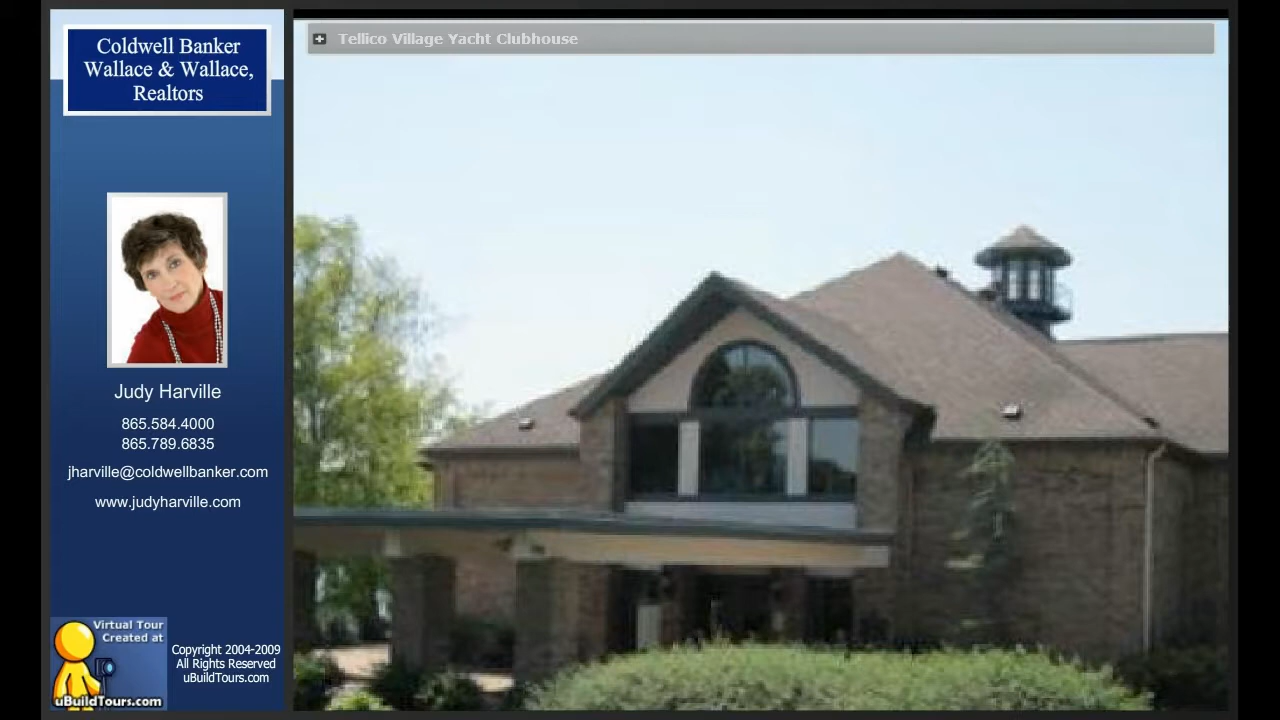 Coldwell Banker
Wallace & Wallace,
Realtors
Judy Harville
865.584.4000
865.789.6835
jharville@coldwellbanker.com
www.judyharville.com
Virtual Tour
Created at
uBuildTours.com
Copyright 2004-2009
All Rights Reserved
uBuildTours.com
Tellico Village Yacht Clubhouse